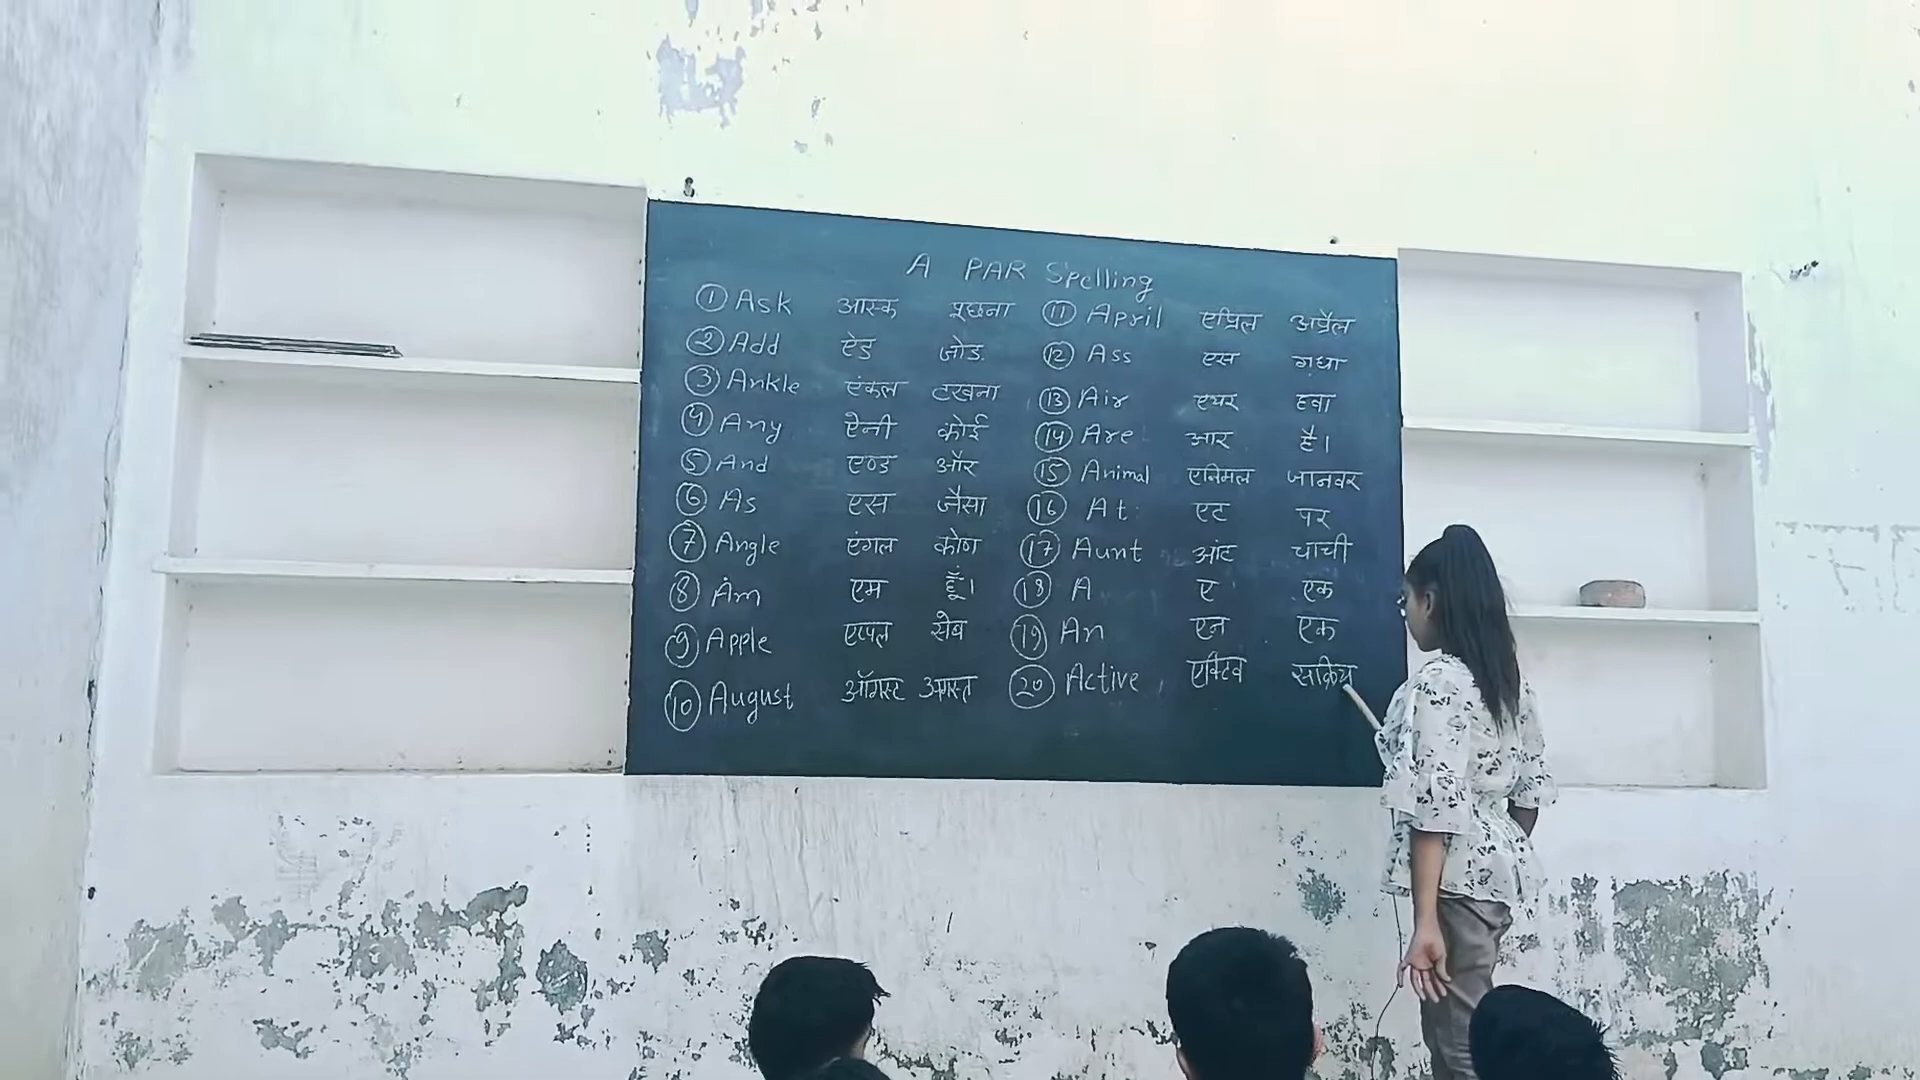 A PAR Spelling
① Ask आस्क पूछना
② Add ऐड जोड.
③ Ankle एंकल टखना
④ Any ऐनी कोई
⑤ And एण्ड और
⑥ As एस जैसा
⑦ Angle एंगल कोण
⑧ Am एम हूँ।
⑨ Apple एप्पल सेब
⑩ August ऑगस्ट अगस्त
⑪ April एप्रिल अप्रैल
⑫ Ass एस गधा
⑬ Air एयर हवा
⑭ Are आर है।
⑮ Animal एनिमल जानवर
⑯ At एट पर
⑰ Aunt आंट चाची
⑱ A ए एक
⑲ An एन एक
⑳ Active एक्टिव सक्रिय